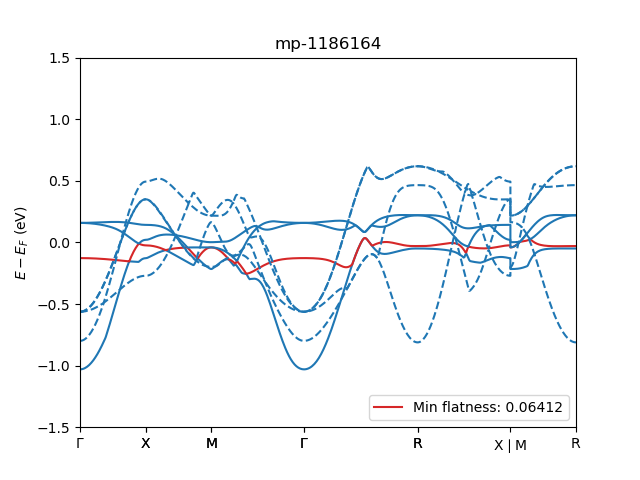 mp-1186164
E − E_F (eV)
1.5
1.0
0.5
0.0
−0.5
−1.0
−1.5
Min flatness: 0.06412
Γ X M Γ R X | M R